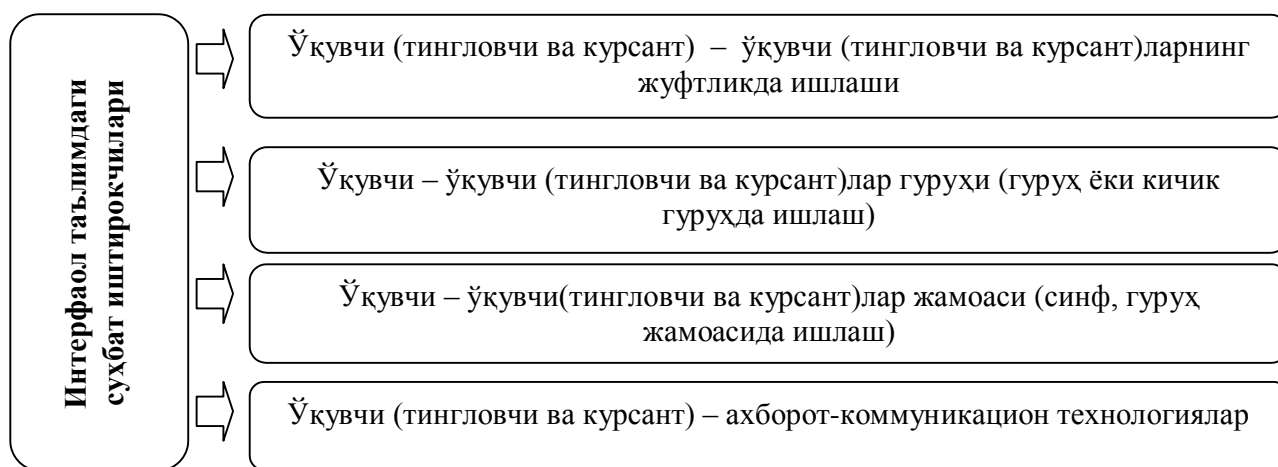 Интерфаол таълимдаги
суҳбат иштирокчилари
Ўқувчи (тингловчи ва курсант) – ўқувчи (тингловчи ва курсант)ларнинг
жуфтликда ишлаши
Ўқувчи – ўқувчи (тингловчи ва курсант)лар гуруҳи (гуруҳ ёки кичик
гуруҳда ишлаш)
Ўқувчи – ўқувчи(тингловчи ва курсант)лар жамоаси (синф, гуруҳ
жамоасида ишлаш)
Ўқувчи (тингловчи ва курсант) – ахборот-коммуникацион технологиялар